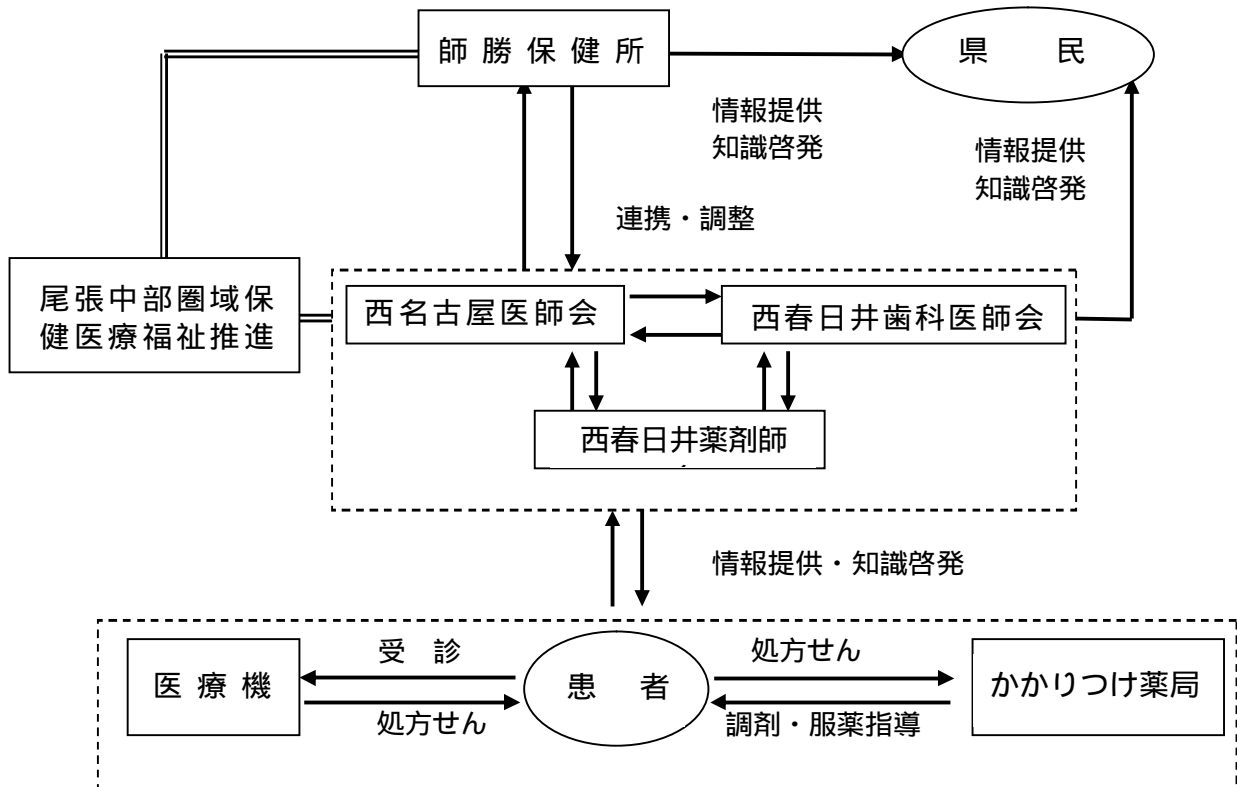 師勝保健所
県 民
情報提供
知識啓発
情報提供
知識啓発
連携・調整
尾張中部圏域保
健医療福祉推進
西名古屋医師会
西春日井歯科医師会
西春日井薬剤師
情報提供・知識啓発
受 診
処方せん
医療機
患 者
かかりつけ薬局
処方せん
調剤・服薬指導